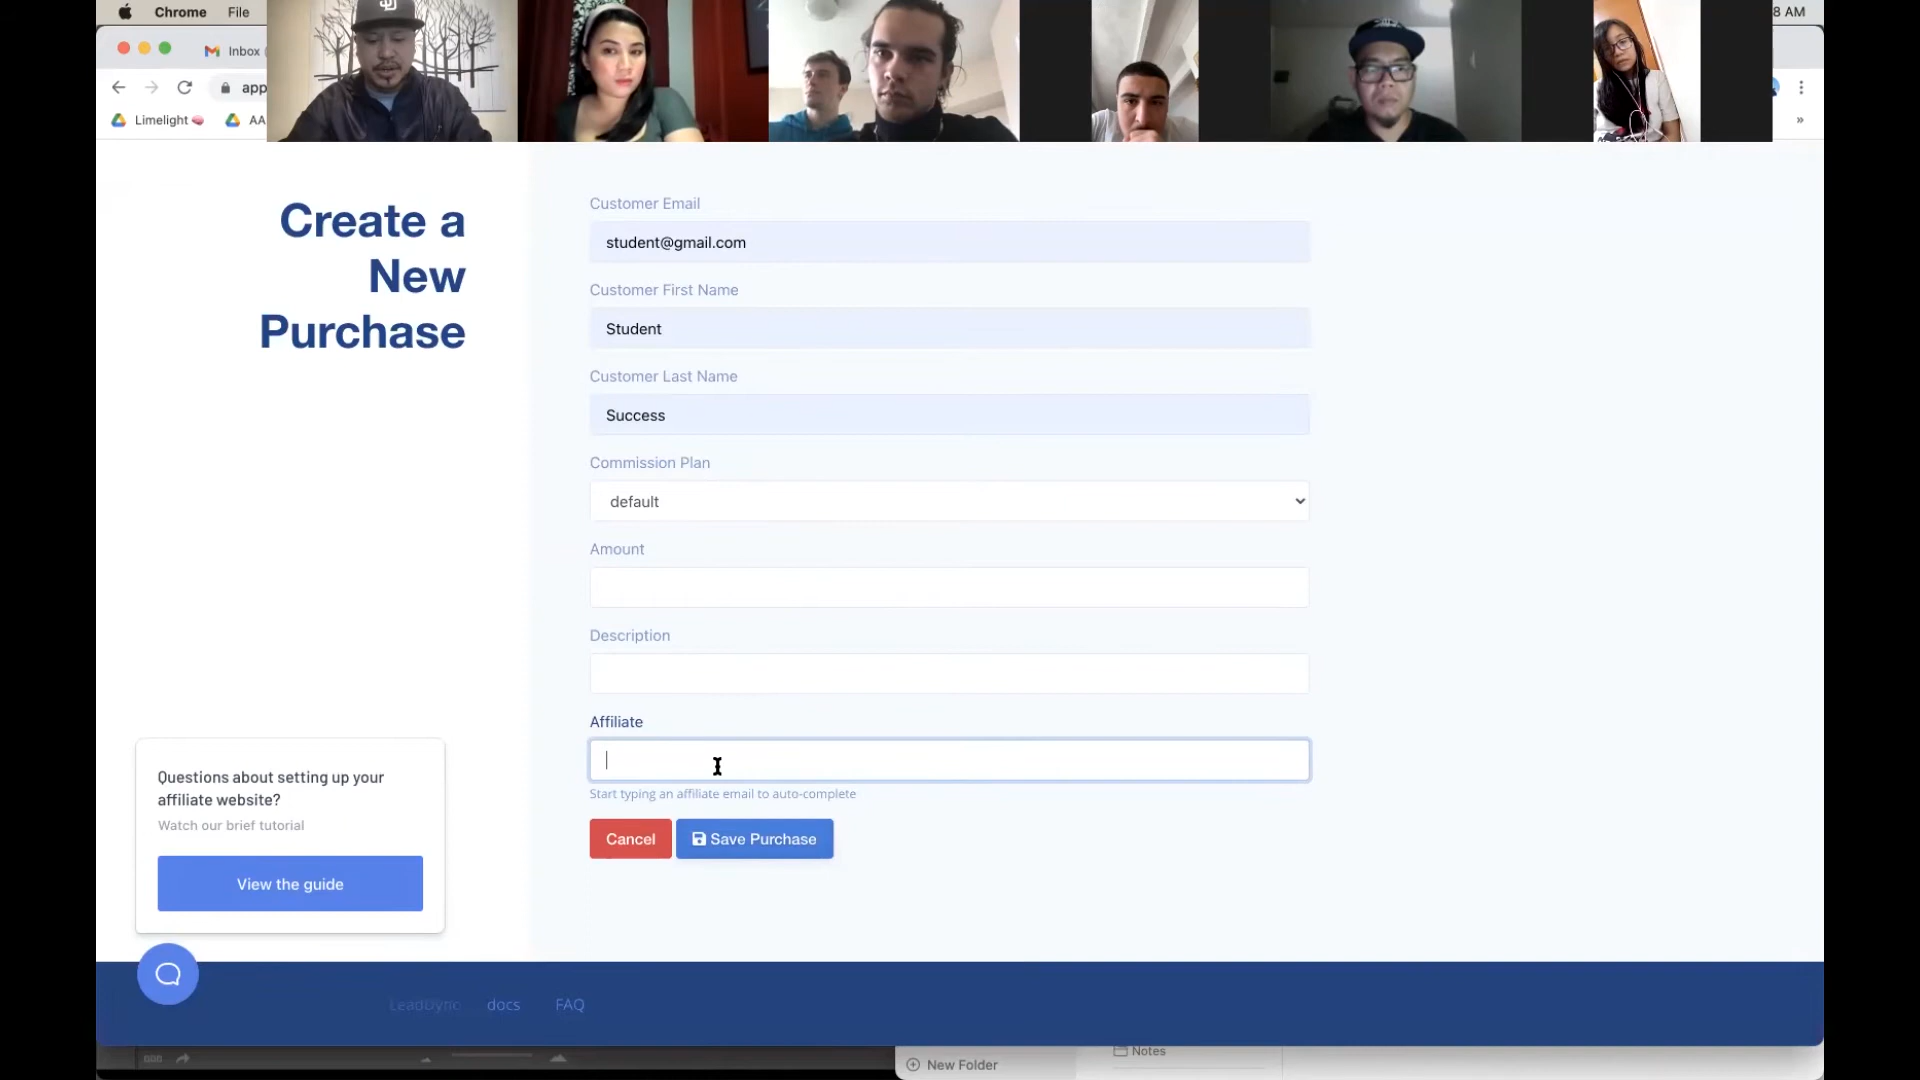 Chrome File
8 AM
Inbox
app
Limelight
AA
»
Create a
New
Purchase
Customer Email
student@gmail.com
Customer First Name
Student
Customer Last Name
Success
Commission Plan
default
Amount
Description
Affiliate
Start typing an affiliate email to auto-complete
Cancel
Save Purchase
Questions about setting up your
affiliate website?
Watch our brief tutorial
View the guide
LeadDyno docs FAQ
New Folder
Notes